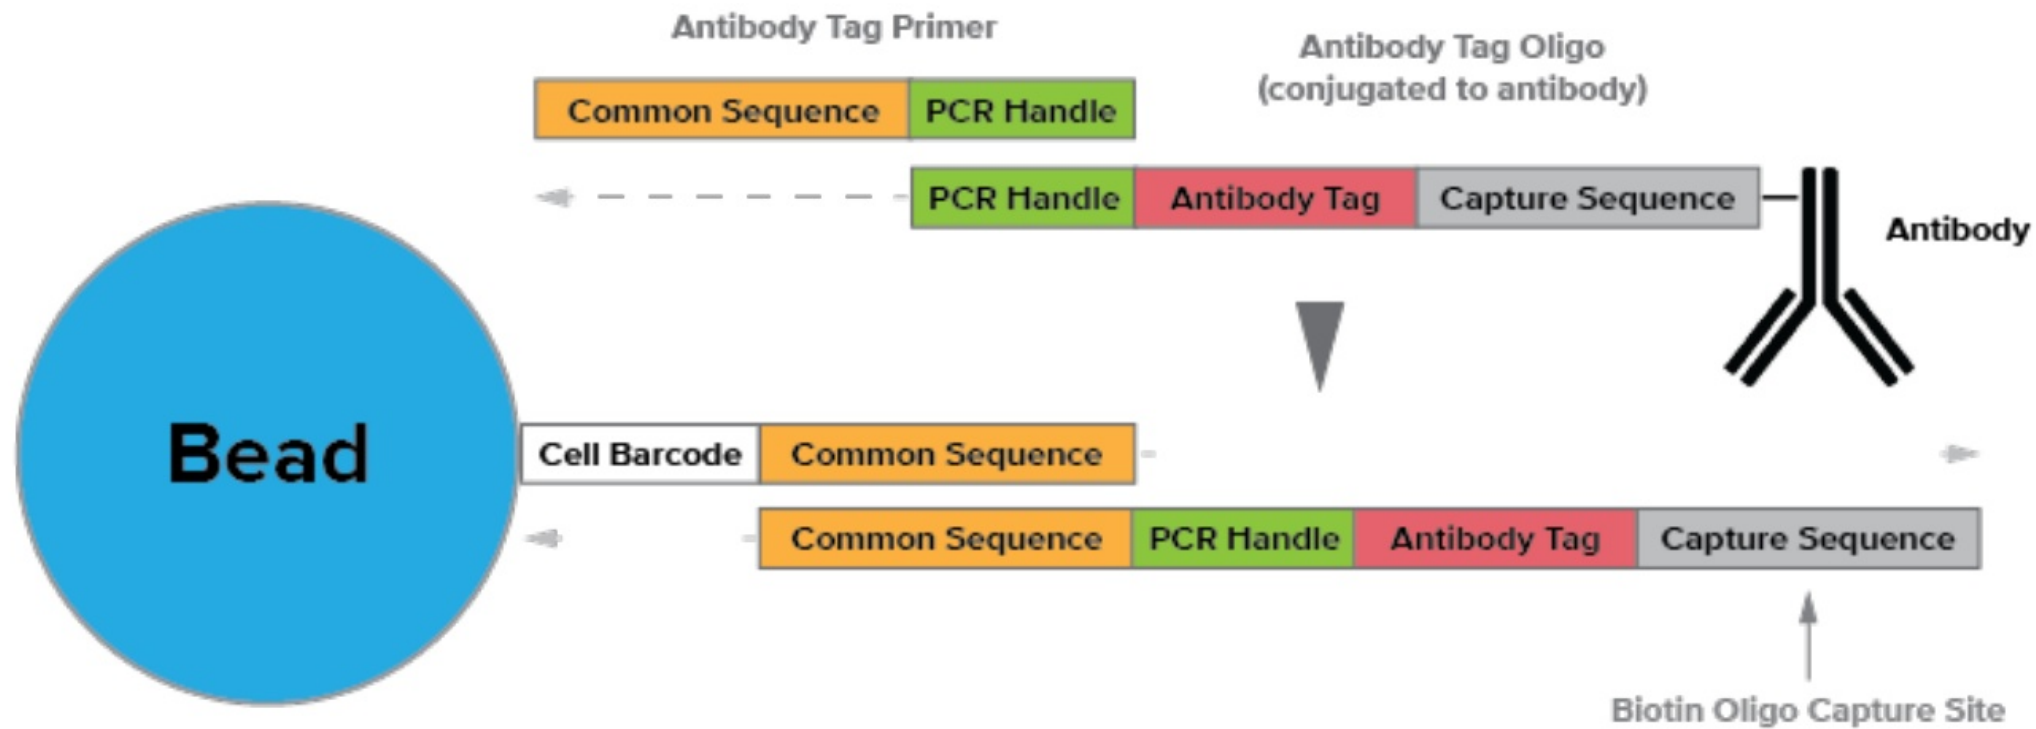 Antibody Tag Primer
Antibody Tag Oligo
(conjugated to antibody)
Common Sequence PCR Handle
PCR Handle Antibody Tag Capture Sequence
Antibody
Bead
Cell Barcode Common Sequence
Common Sequence PCR Handle Antibody Tag Capture Sequence
Biotin Oligo Capture Site